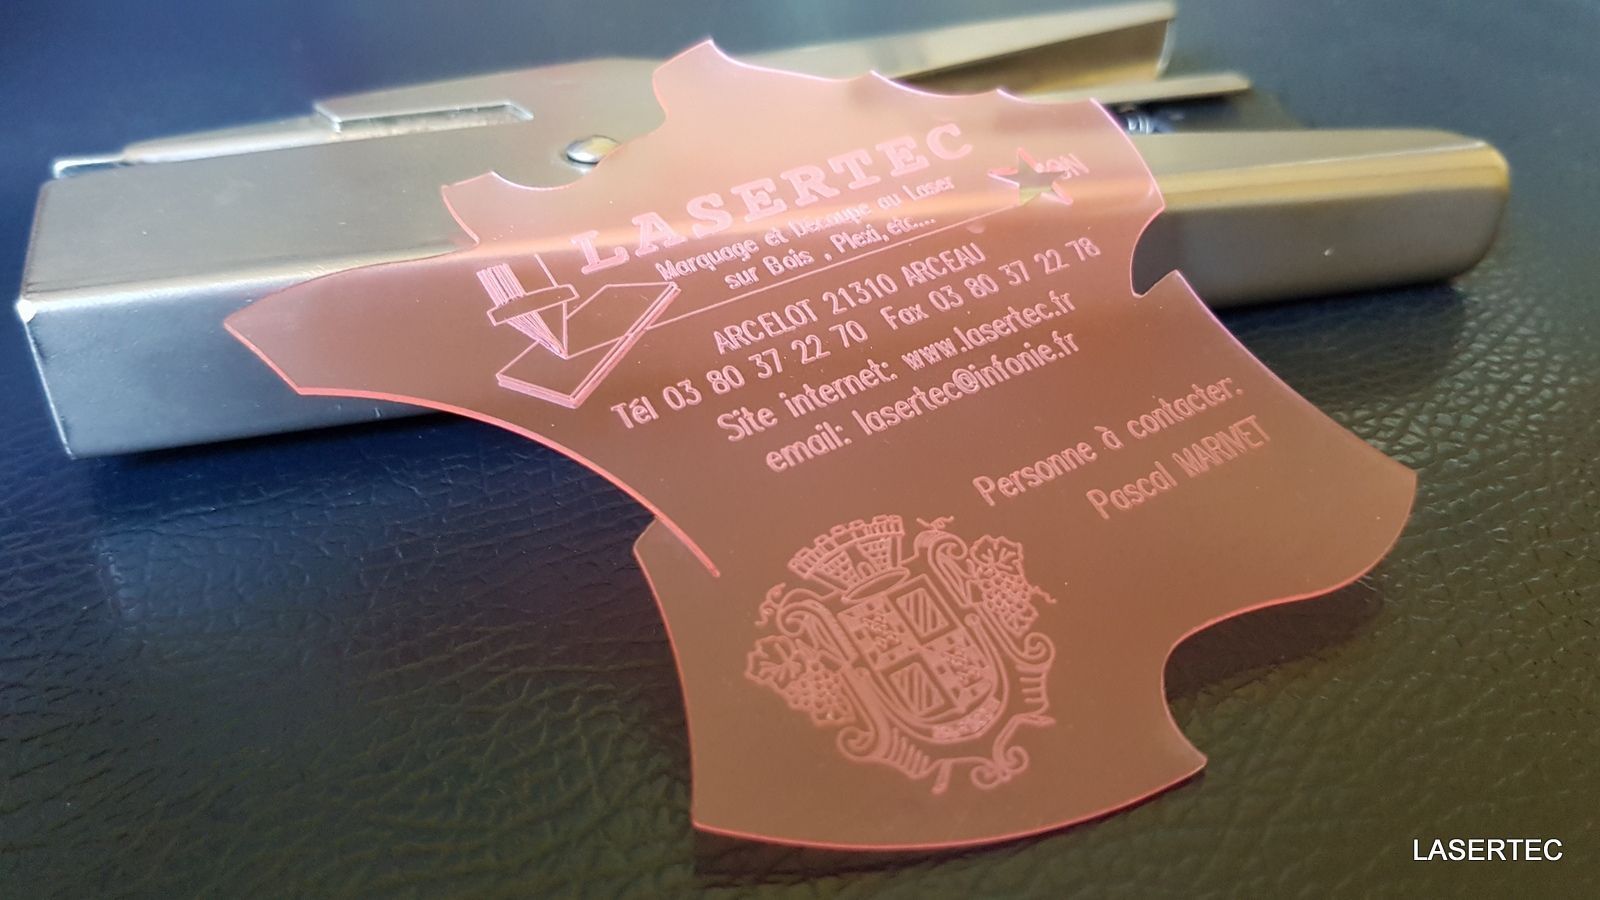 LASERTEC
Marquage et Découpe au Laser
sur Bois , Plexi, etc....
ARCELOT 21310 ARCEAU
Tél 03 80 37 22 70 Fax 03 80 37 22 78
Site internet: www.lasertec.fr
email: lasertec@infonie.fr
Personne à contacter:
Pascal MARIVET
LASERTEC